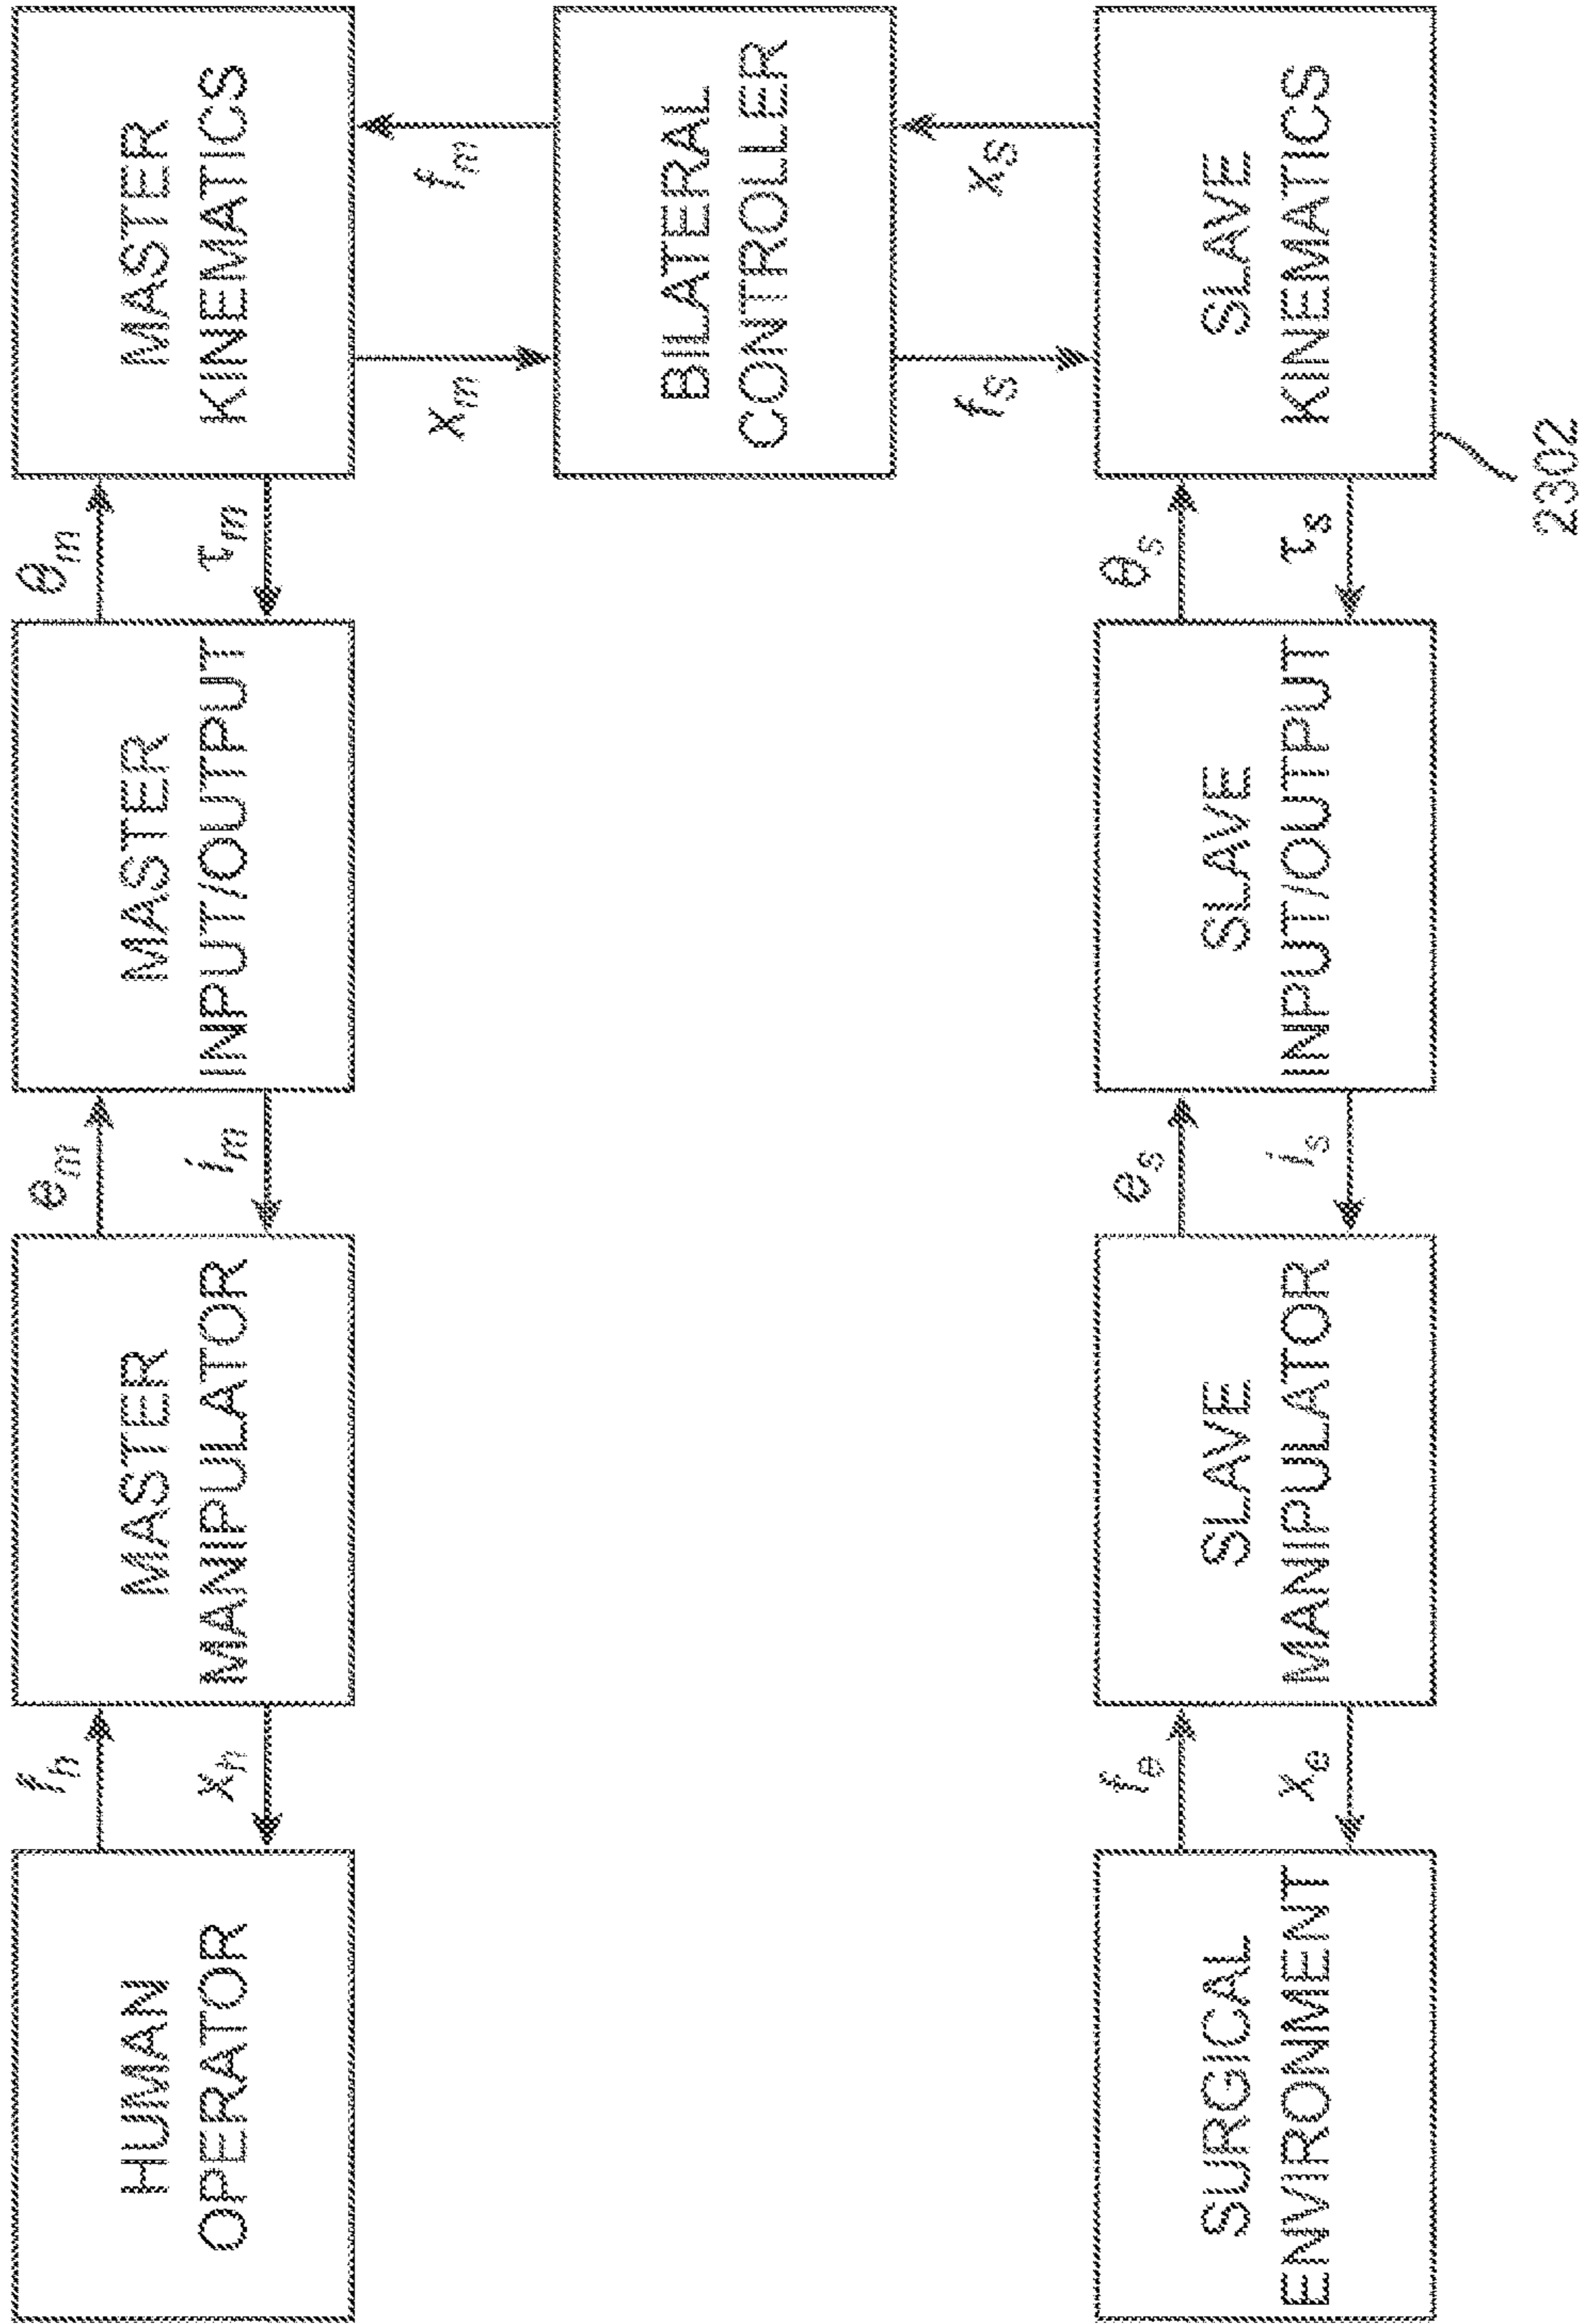 HUMAN
OPERATOR
f_h
x_h
MASTER
MANIPULATOR
e_m
i_m
MASTER
INPUT/OUTPUT
θ_m
τ_m
MASTER
KINEMATICS
x_m
f_m
BILATERAL
CONTROLLER
f_s
x_s
SURGICAL
ENVIRONMENT
f_e
x_e
SLAVE
MANIPULATOR
e_s
i_s
SLAVE
INPUT/OUTPUT
θ_s
τ_s
SLAVE
KINEMATICS
2302